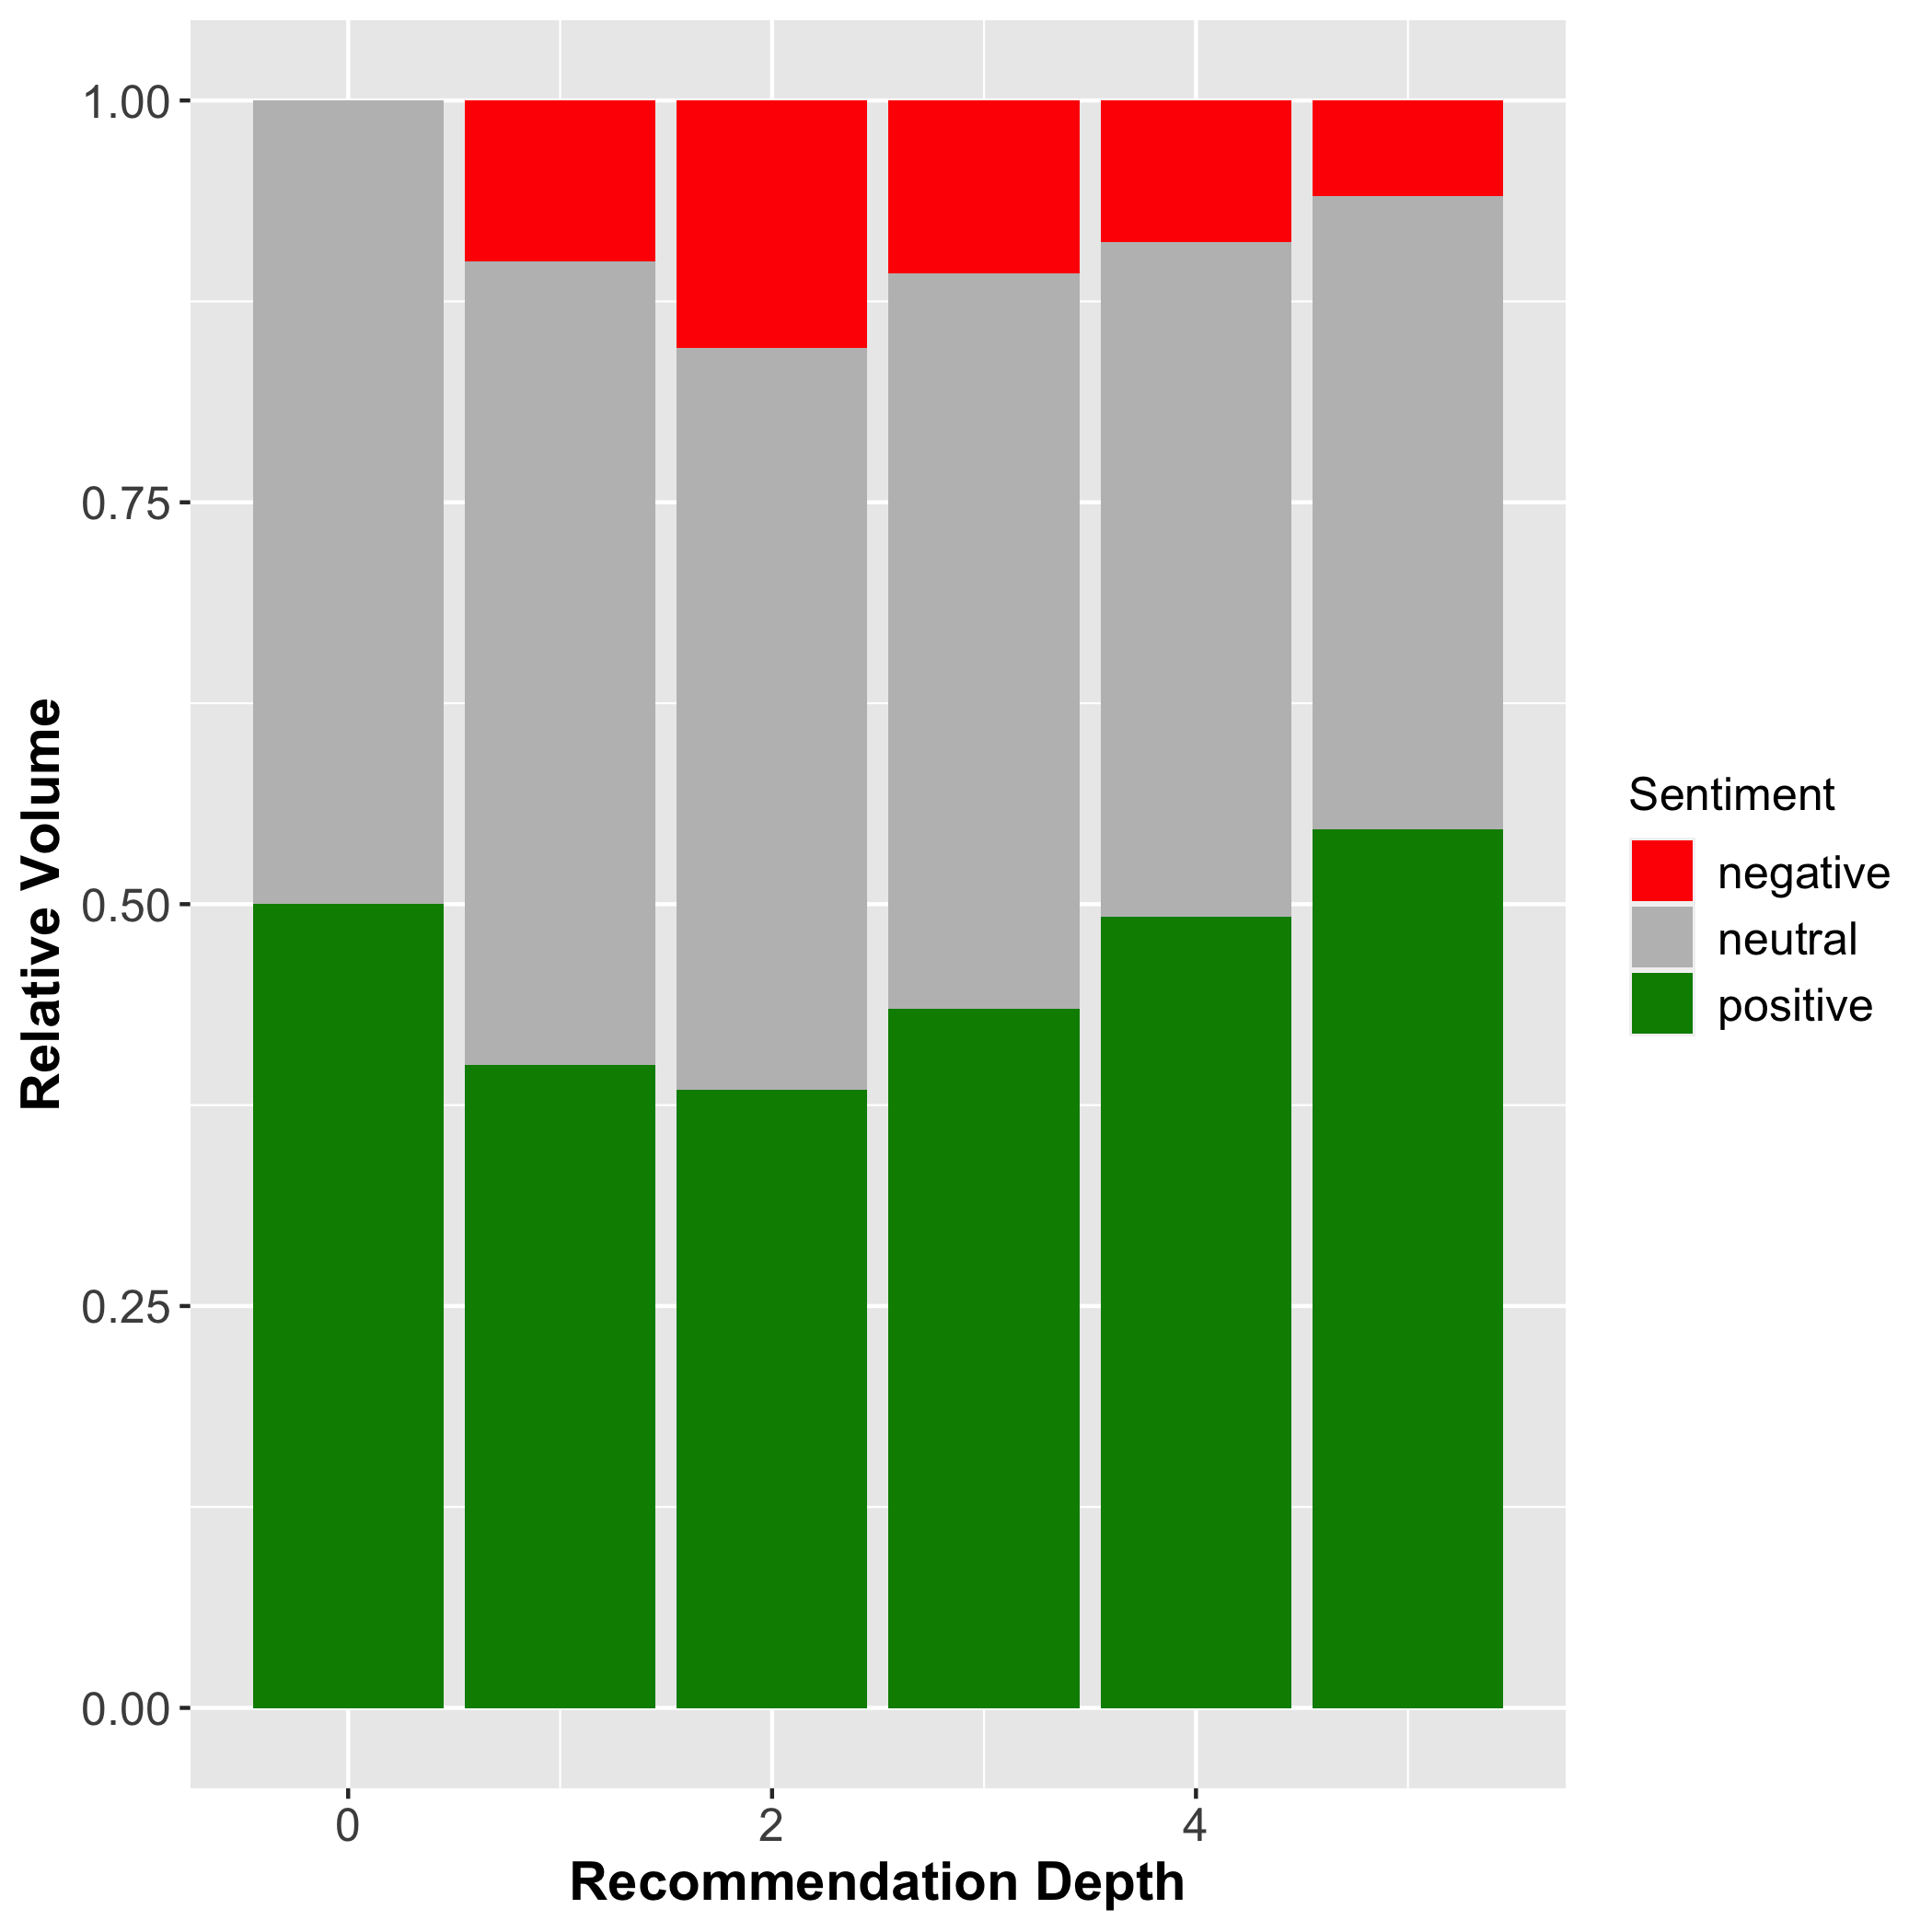 1.00
0.75
0.50
0.25
0.00
Relative Volume
0 2 4
Recommendation Depth
Sentiment
negative
neutral
positive